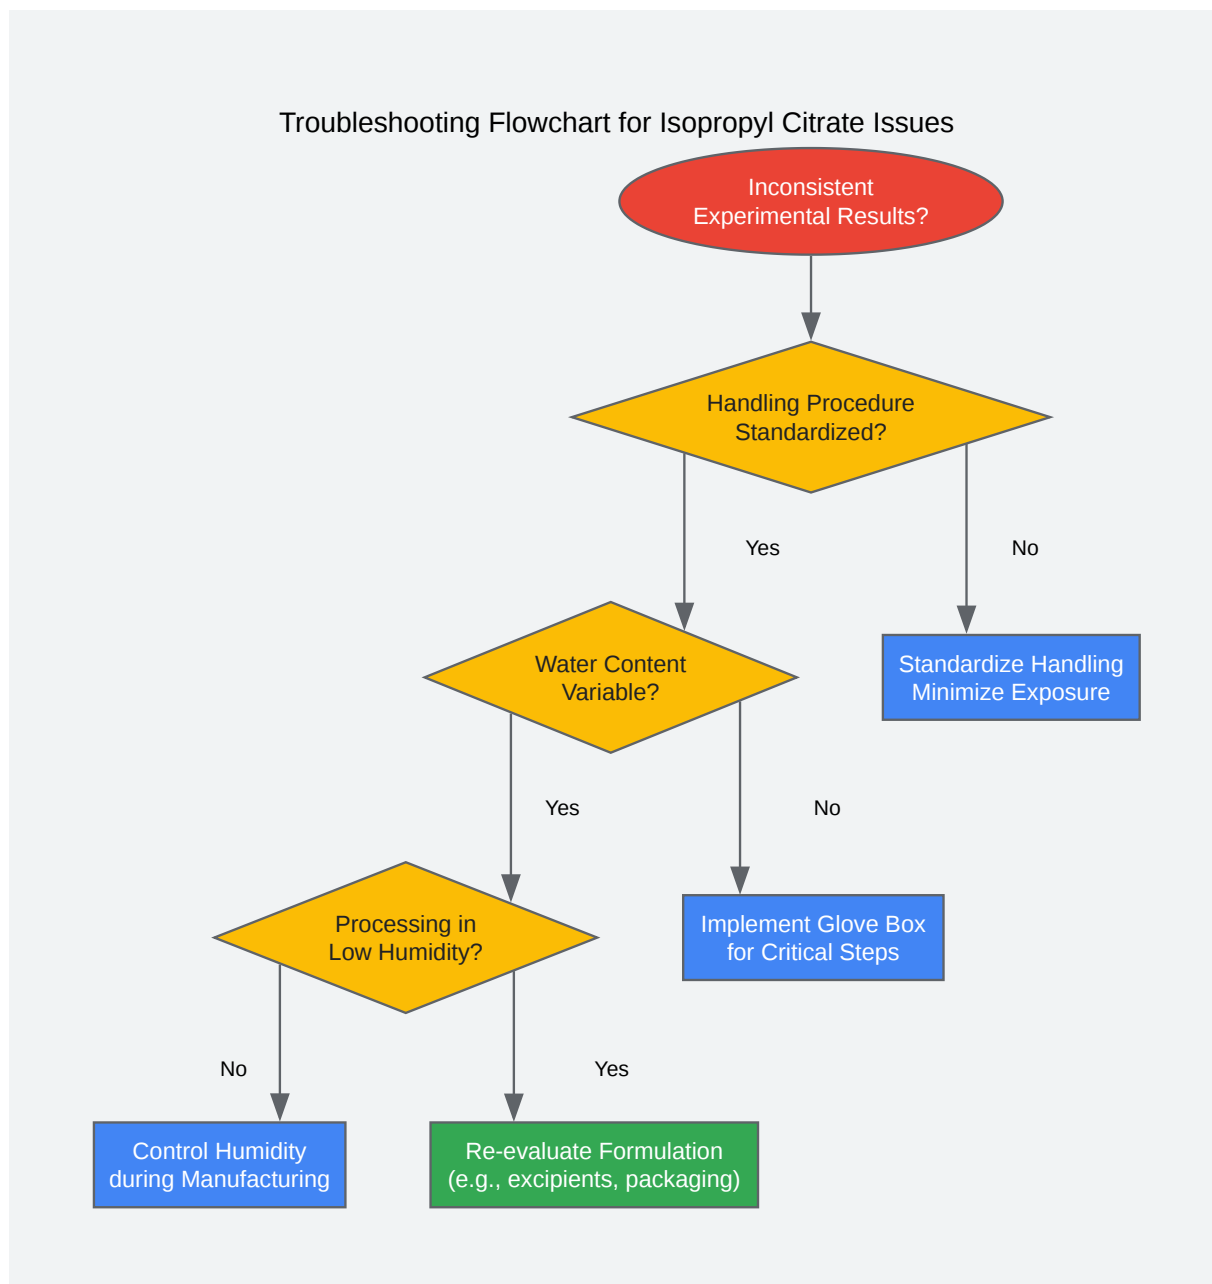 Troubleshooting Flowchart for Isopropyl Citrate Issues
Inconsistent
Experimental Results?
Handling Procedure
Standardized?
Yes
No
Water Content
Variable?
Standardize Handling
Minimize Exposure
Yes
No
Processing in
Low Humidity?
Implement Glove Box
for Critical Steps
No
Yes
Control Humidity
during Manufacturing
Re-evaluate Formulation
(e.g., excipients, packaging)